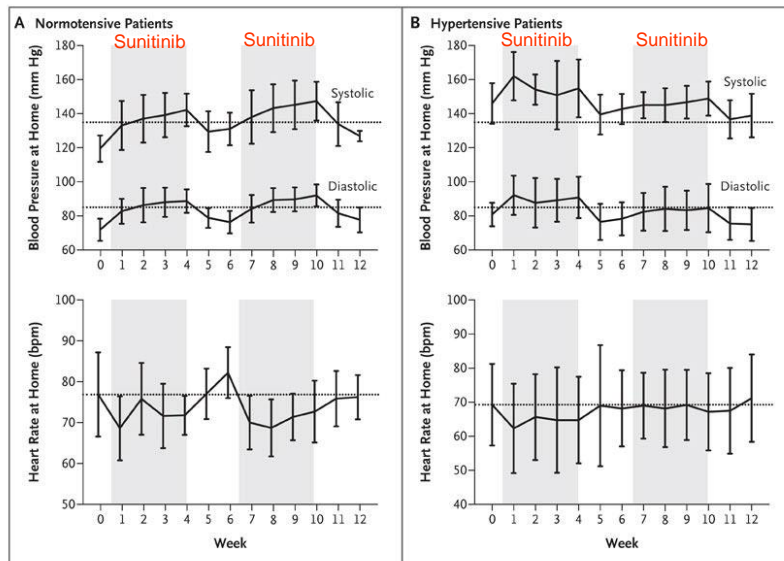 A Normotensive Patients
Sunitinib
Sunitinib
Blood Pressure at Home (mm Hg)
180
160
140
120
100
80
60
Systolic
Diastolic
0 1 2 3 4 5 6 7 8 9 10 11 12
Heart Rate at Home (bpm)
100
90
80
70
60
50
0 1 2 3 4 5 6 7 8 9 10 11 12
Week
B Hypertensive Patients
Sunitinib
Sunitinib
Blood Pressure at Home (mm Hg)
180
160
140
120
100
80
60
Systolic
Diastolic
0 1 2 3 4 5 6 7 8 9 10 11 12
Heart Rate at Home (bpm)
100
90
80
70
60
50
40
0 1 2 3 4 5 6 7 8 9 10 11 12
Week